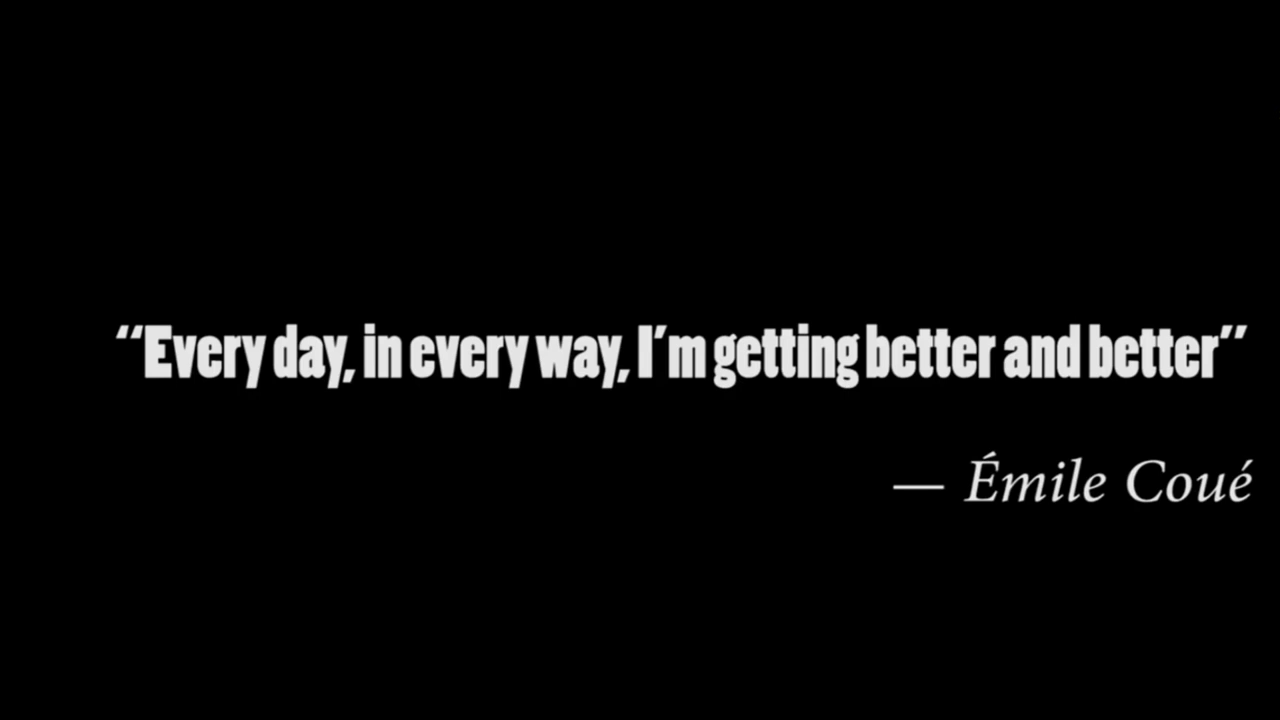 “Every day, in every way, I’m getting better and better”
— Émile Coué